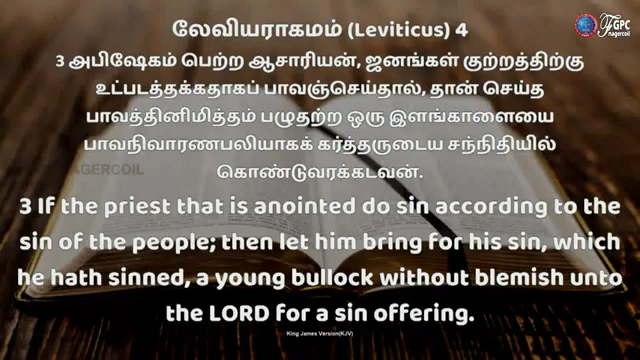 லேவியராகமம் (Leviticus) 4
3 அபிஷேகம் பெற்ற ஆசாரியன், ஜனங்கள் குற்றத்திற்கு
உட்படத்தக்கதாகப் பாவஞ்செய்தால், தான் செய்த
பாவத்தினிமித்தம் பழுதற்ற ஒரு இளங்காளையை
பாவநிவாரணபலியாகக் கர்த்தருடைய சந்நிதியில்
கொண்டுவரக்கடவன்.
3 If the priest that is anointed do sin according to the
sin of the people; then let him bring for his sin, which
he hath sinned, a young bullock without blemish unto
the LORD for a sin offering.
King James Version(KJV)
GPC
nagercoil
AGERCOIL